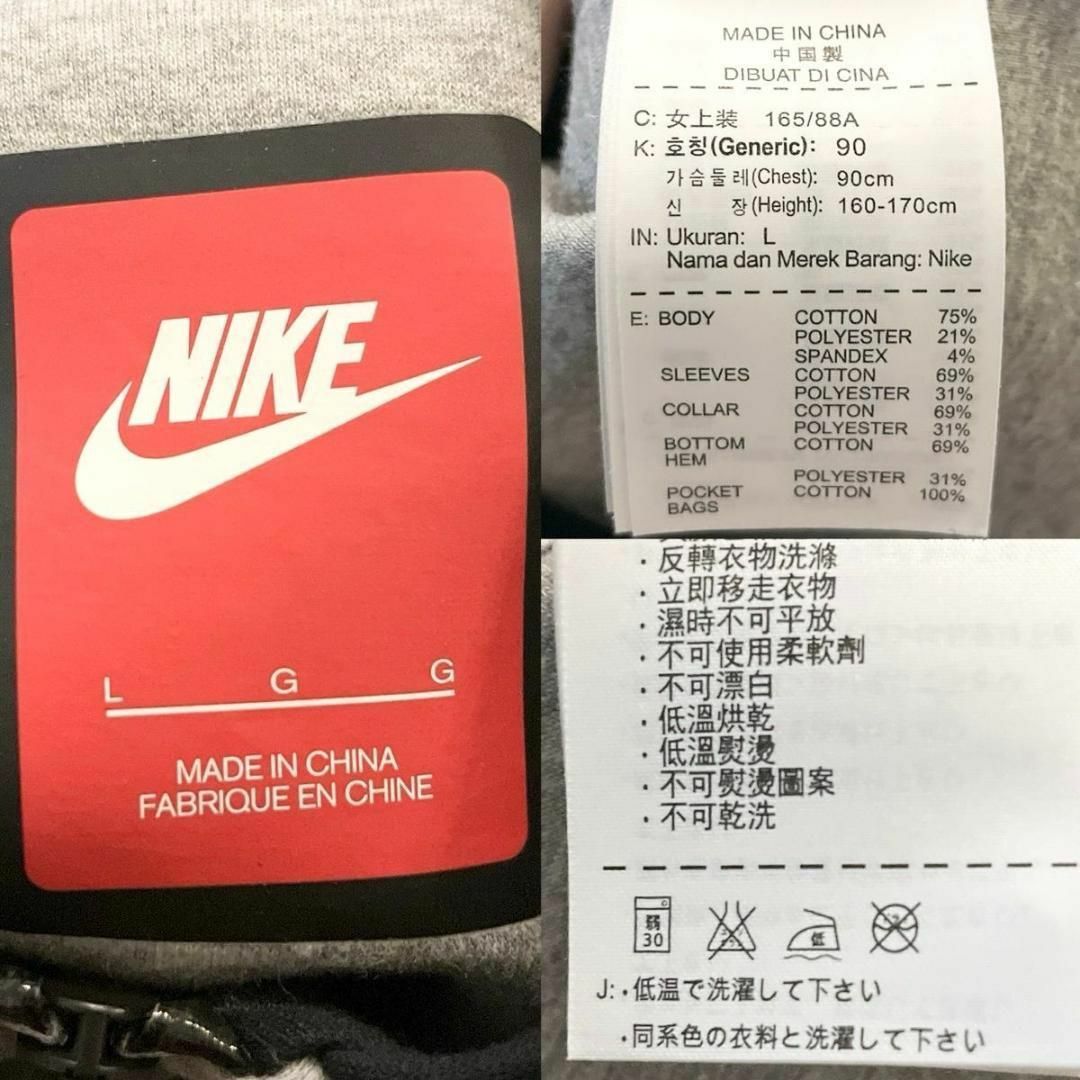 NIKE
L G G
MADE IN CHINA
FABRIQUE EN CHINE
MADE IN CHINA
中国製
DIBUAT DI CINA
C: 女上装 165/88A
K: 호칭(Generic): 90
가슴둘레(Chest): 90cm
신 장(Height): 160-170cm
IN: Ukuran: L
Nama dan Merek Barang: Nike
E: BODY COTTON 75%
POLYESTER 21%
SPANDEX 4%
SLEEVES COTTON 69%
POLYESTER 31%
COLLAR COTTON 69%
POLYESTER 31%
BOTTOM COTTON 69%
HEM
POLYESTER 31%
POCKET COTTON 100%
BAGS
·反轉衣物洗滌
·立即移走衣物
·濕時不可平放
·不可使用柔軟劑
·不可漂白
·低溫烘乾
·低溫熨燙
·不可熨燙圖案
·不可乾洗
弱
30
低
J:·低温で洗濯して下さい
·同系色の衣料と洗濯して下さい